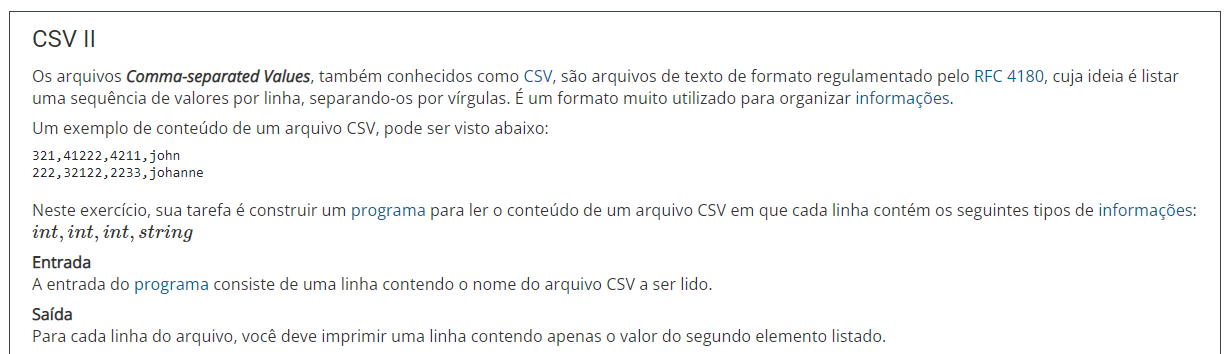 CSV II
Os arquivos Comma-separated Values, também conhecidos como CSV, são arquivos de texto de formato regulamentado pelo RFC 4180, cuja ideia é listar
uma sequência de valores por linha, separando-os por vírgulas. É um formato muito utilizado para organizar informações.
Um exemplo de conteúdo de um arquivo CSV, pode ser visto abaixo:
321,41222,4211,john
222,32122,2233,johanne
Neste exercício, sua tarefa é construir um programa para ler o conteúdo de um arquivo CSV em que cada linha contém os seguintes tipos de informações:
int, int, int, string
Entrada
A entrada do programa consiste de uma linha contendo o nome do arquivo CSV a ser lido.
Saída
Para cada linha do arquivo, você deve imprimir uma linha contendo apenas o valor do segundo elemento listado.